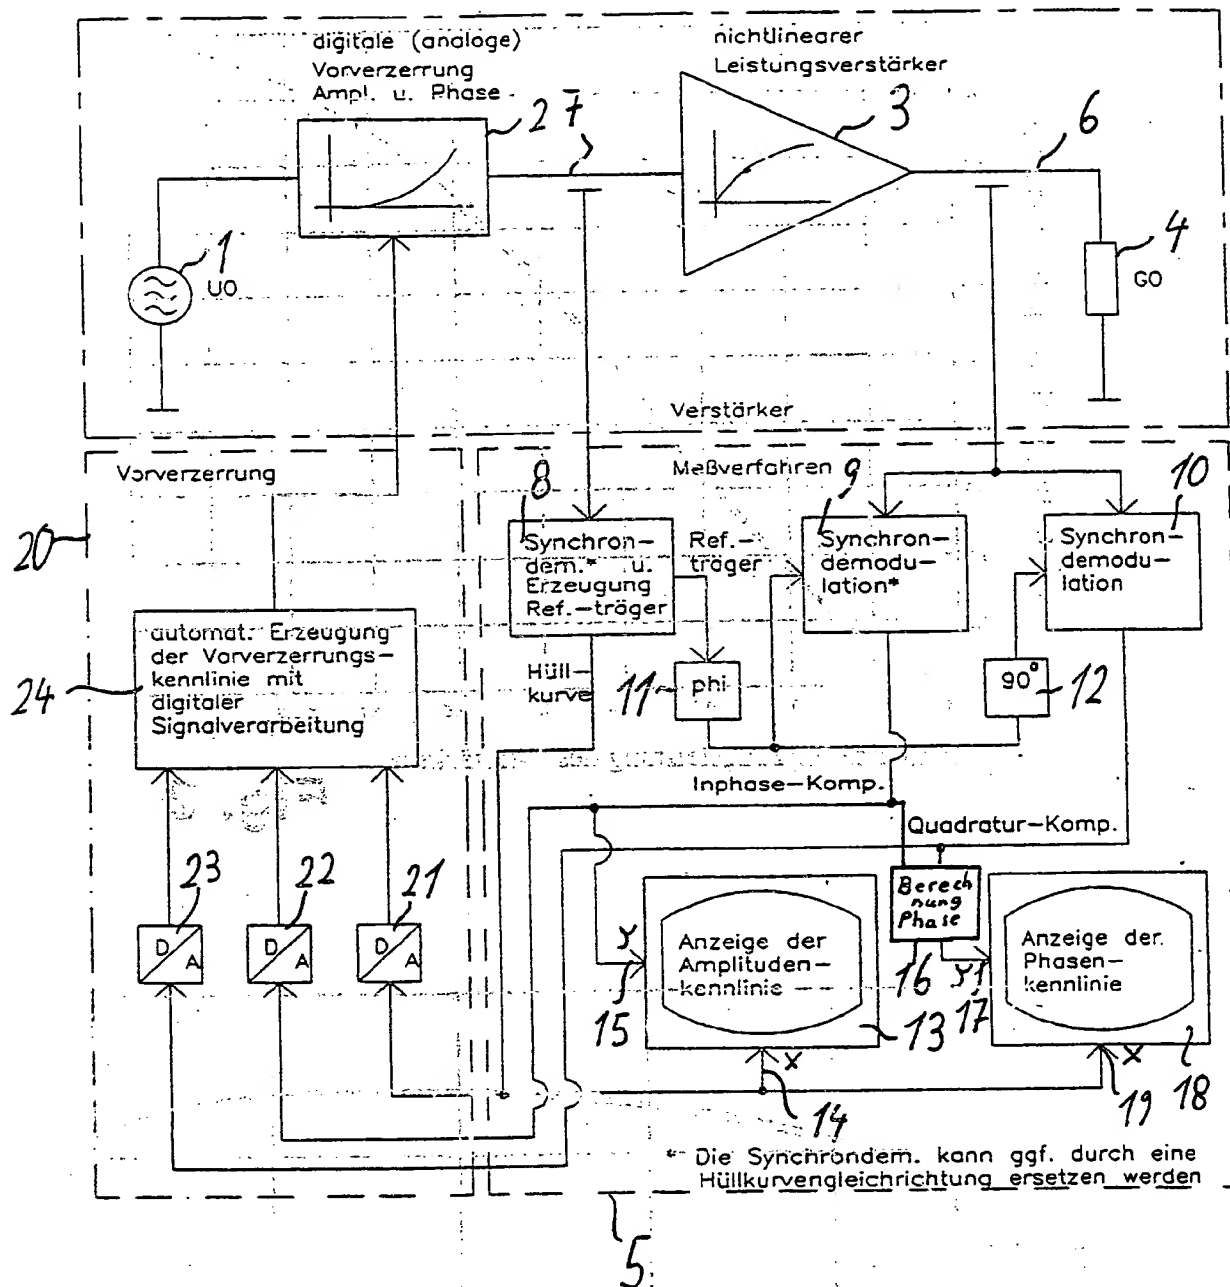 digitale (analoge)
Vorverzerrung
Ampl. u. Phase
nichtlinearer
Leistungsverstärker
2
7
3
6
1
U0
4
G0
Verstärker
Vorverzerrung
Meßverfahren
20
8
9
10
Synchron-
dem.* u.
Erzeugung
Ref.-träger
Ref.-
träger
Synchron-
demodu-
lation*
Synchron-
demodu-
lation
automat. Erzeugung
der Vorverzerrungs-
kennlinie mit
digitaler
Signalverarbeitung
24
Hüll-
kurve
11
phi
90°
12
Inphase-Komp.
Quadratur-Komp.
23
22
21
D
A
D
A
D
A
Berech
nung
Phase
Y
Anzeige der
Amplituden-
kennlinie
Anzeige der
Phasen-
kennlinie
15
16
Y1
17
13
X
X
14
19
18
* Die Synchrondem. kann ggf. durch eine
Hüllkurvengleichrichtung ersetzen werden
5